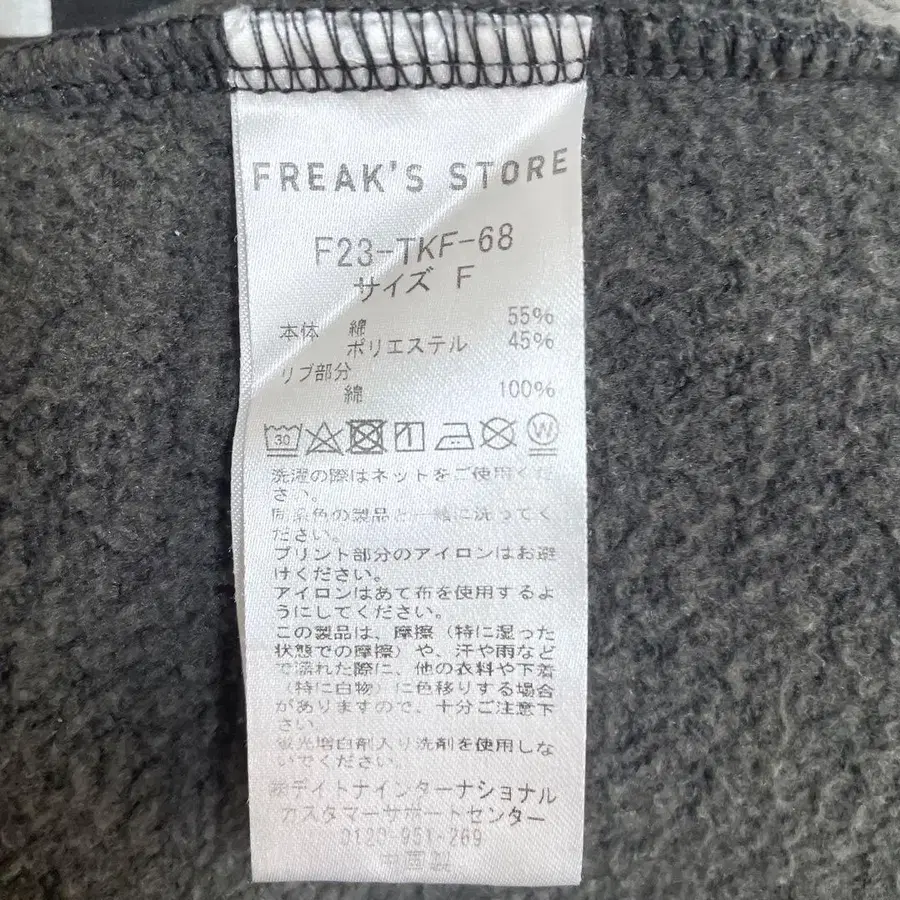 FREAK'S STORE
F23-TKF-68
サイズ F
本体 綿 55%
ポリエステル 45%
リブ部分
綿 100%
30 W
洗濯の際はネットをご使用くだ
さい。
同系色の製品と一緒に洗ってく
ださい。
プリント部分のアイロンはお避
けください。
アイロンはあて布を使用するよ
うにしてください。
この製品は、摩擦（特に湿った
状態での摩擦）や、汗や雨など
で濡れた際に、他の衣料や下着
（特に白物）に色移りする場合
がありますので、十分ご注意下
さい。
蛍光増白剤入り洗剤を使用しな
いでください。
㈱デイトナインターナショナル
カスタマーサポートセンター
0120-951-269
中国製